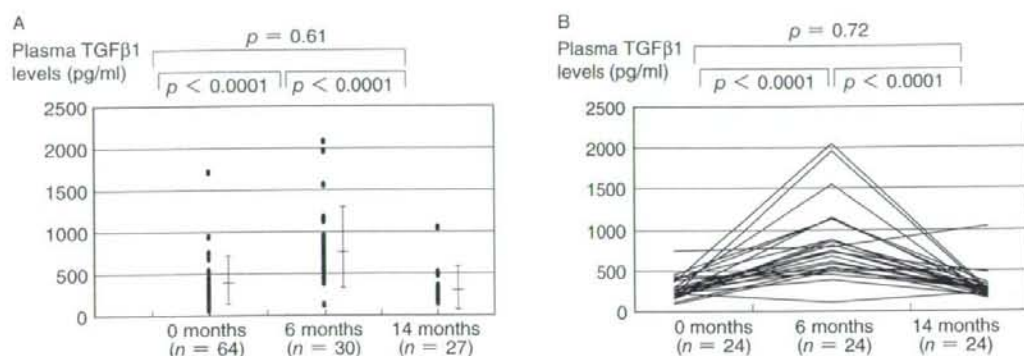 A
Plasma TGFβ1
levels (pg/ml)
p = 0.61
p < 0.0001
p < 0.0001
2500
2000
1500
1000
500
0
0 months
(n = 64)
6 months
(n = 30)
14 months
(n = 27)
B
Plasma TGFβ1
levels (pg/ml)
p = 0.72
p < 0.0001
p < 0.0001
2500
2000
1500
1000
500
0
0 months
(n = 24)
6 months
(n = 24)
14 months
(n = 24)